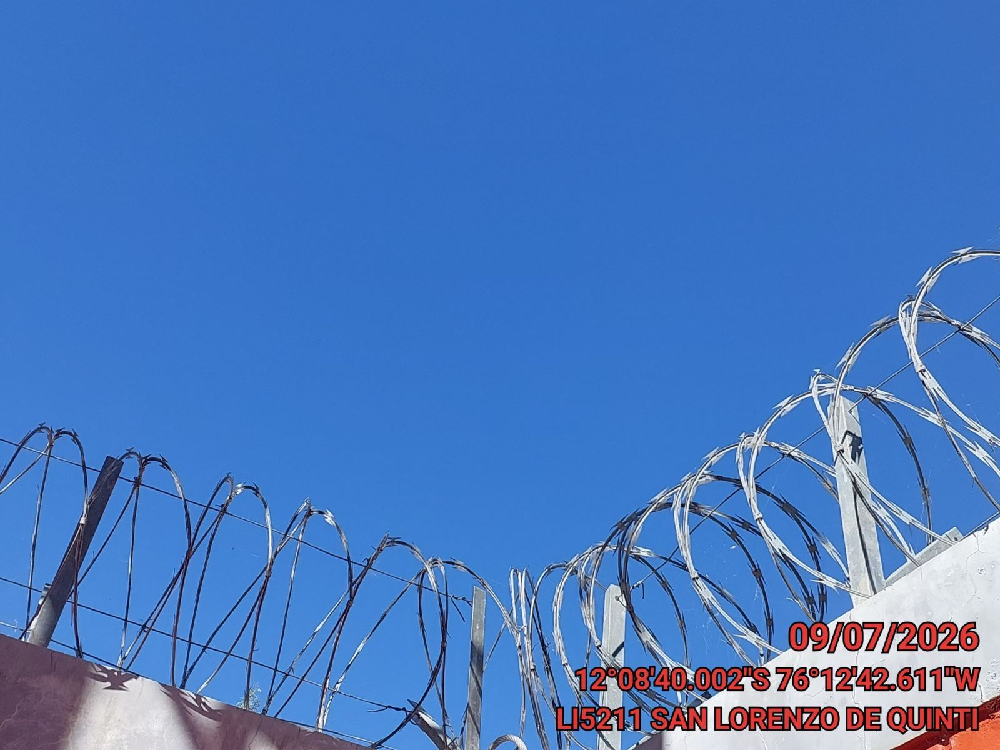 09/07/2026
12°08'40.002"S 76°12'42.611"W
LI5211 SAN LORENZO DE QUINTI